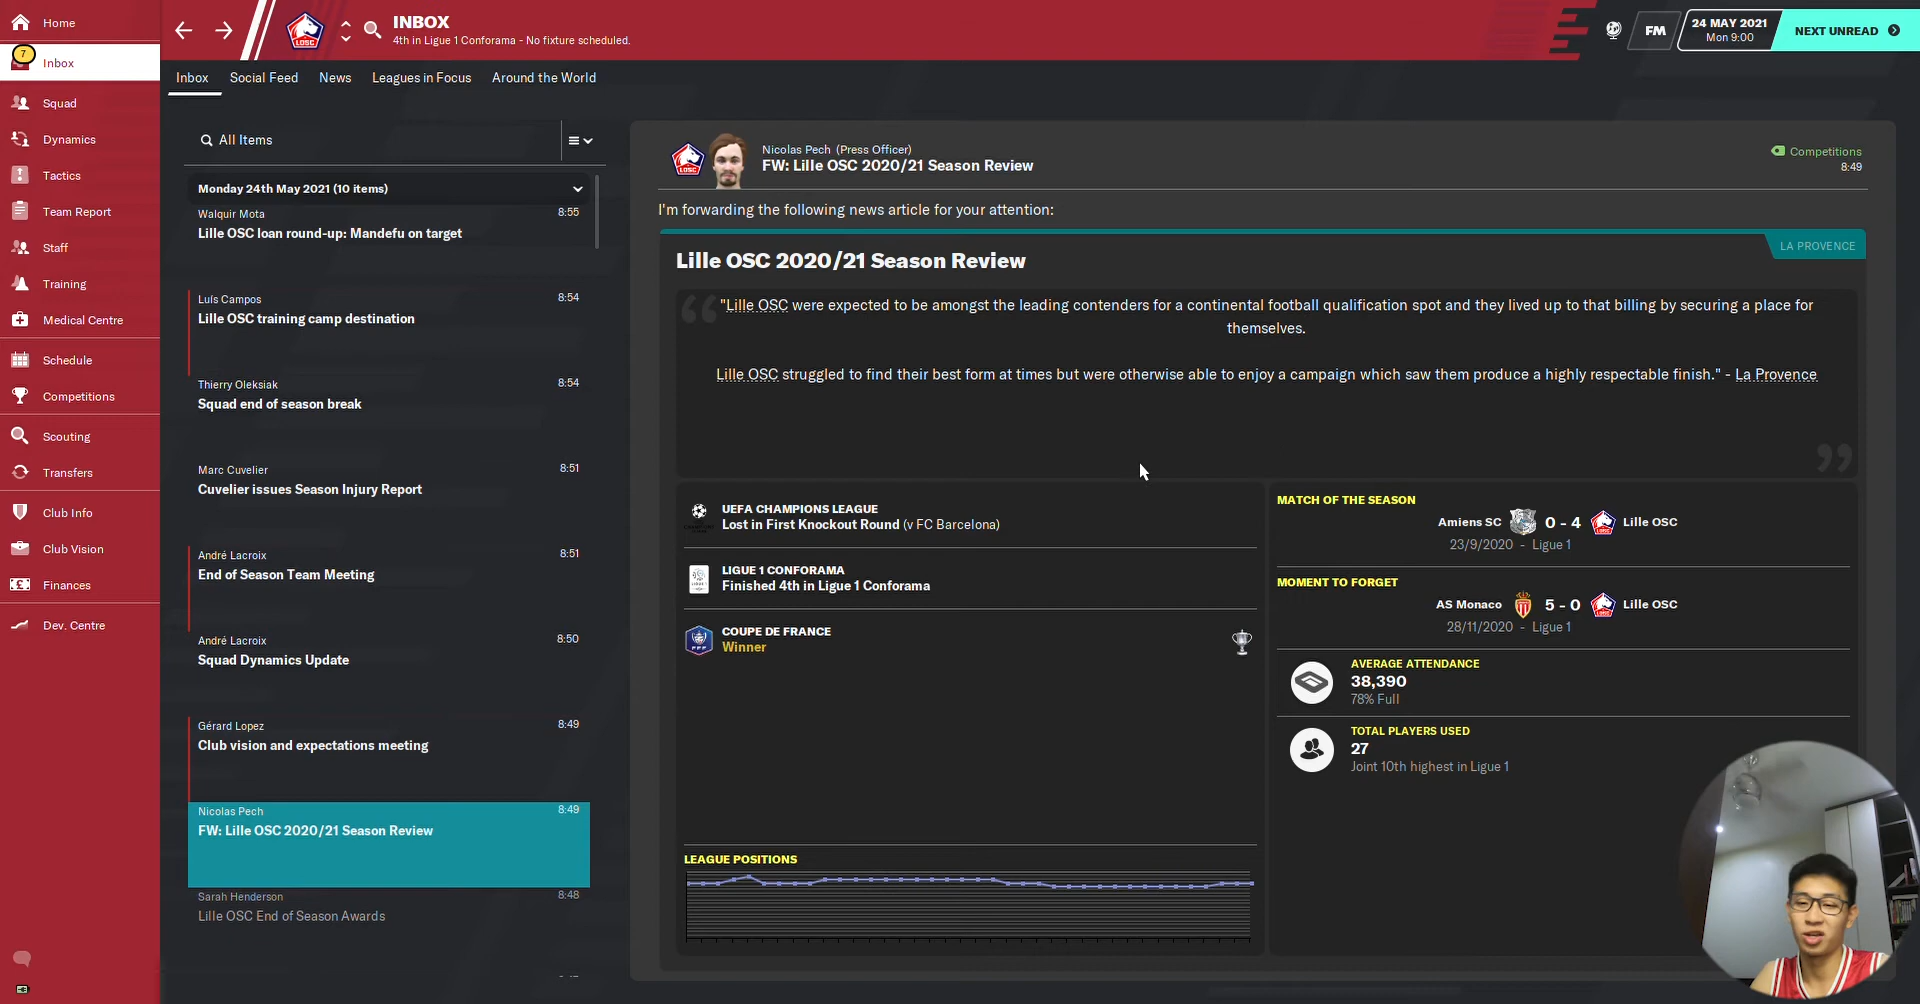 Home
7
Inbox
Squad
Dynamics
Tactics
Team Report
Staff
Training
Medical Centre
Schedule
Competitions
Scouting
Transfers
Club Info
Club Vision
Finances
Dev. Centre
LOSC
INBOX
4th in Ligue 1 Conforama - No fixture scheduled.
FM
24 MAY 2021
Mon 9:00
NEXT UNREAD
Inbox
Social Feed
News
Leagues in Focus
Around the World
All Items
Monday 24th May 2021 (10 items)
Walquir Mota
8:55
Lille OSC loan round-up: Mandefu on target
Luís Campos
8:54
Lille OSC training camp destination
Thierry Oleksiak
8:54
Squad end of season break
Marc Cuvelier
8:51
Cuvelier issues Season Injury Report
André Lacroix
8:51
End of Season Team Meeting
André Lacroix
8:50
Squad Dynamics Update
Gérard Lopez
8:49
Club vision and expectations meeting
Nicolas Pech
8:49
FW: Lille OSC 2020/21 Season Review
Sarah Henderson
8:48
Lille OSC End of Season Awards
LOSC
Nicolas Pech (Press Officer)
FW: Lille OSC 2020/21 Season Review
Competitions
8:49
I'm forwarding the following news article for your attention:
LA PROVENCE
Lille OSC 2020/21 Season Review
"Lille OSC were expected to be amongst the leading contenders for a continental football qualification spot and they lived up to that billing by securing a place for
themselves.
Lille OSC struggled to find their best form at times but were otherwise able to enjoy a campaign which saw them produce a highly respectable finish." - La Provence
UEFA CHAMPIONS LEAGUE
Lost in First Knockout Round (v FC Barcelona)
LIGUE 1 CONFORAMA
Finished 4th in Ligue 1 Conforama
FFF
COUPE DE FRANCE
Winner
LEAGUE POSITIONS
MATCH OF THE SEASON
Amiens SC 0 - 4 Lille OSC
23/9/2020 - Ligue 1
MOMENT TO FORGET
AS Monaco 5 - 0 Lille OSC
28/11/2020 - Ligue 1
AVERAGE ATTENDANCE
38,390
78% Full
TOTAL PLAYERS USED
27
Joint 10th highest in Ligue 1